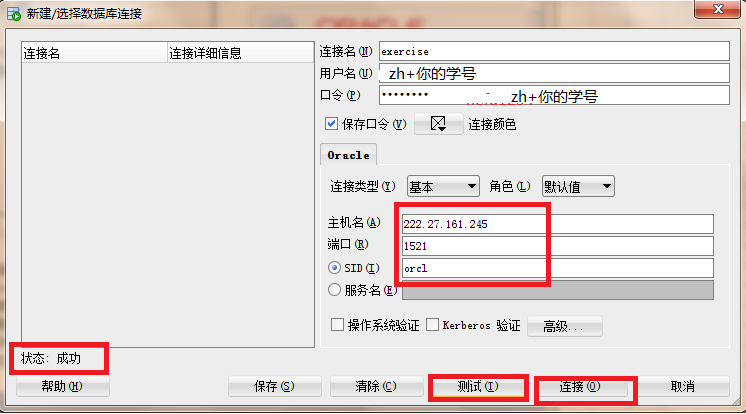 新建/选择数据库连接
连接名 连接详细信息
连接名(N) exercise
用户名(U) zh+你的学号
口令(P) •••••••• zh+你的学号
保存口令(V) 连接颜色
Oracle
连接类型(Y) 基本 角色(L) 默认值
主机名(A) 222.27.161.245
端口(R) 1521
SID(I) orcl
服务名(E)
操作系统验证 Kerberos 验证 高级...
状态: 成功
帮助(H) 保存(S) 清除(C) 测试(T) 连接(O) 取消